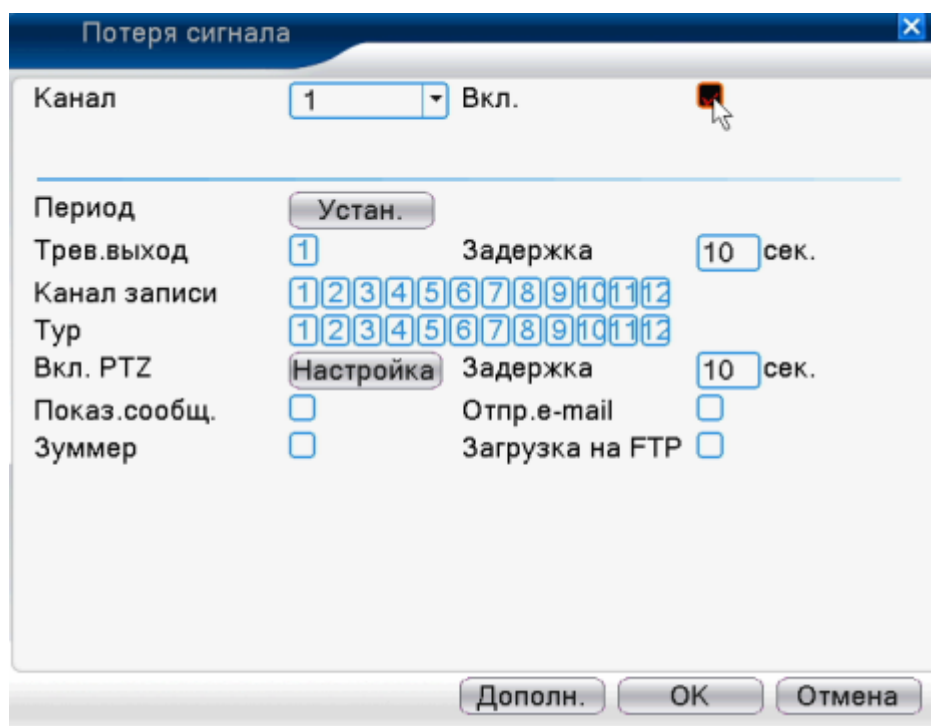 Потеря сигнала
Канал 1 Вкл.
Период Устан.
Трев.выход 1 Задержка 10 сек.
Канал записи 1 2 3 4 5 6 7 8 9 10 11 12
Тур 1 2 3 4 5 6 7 8 9 10 11 12
Вкл. PTZ Настройка Задержка 10 сек.
Показ.сообщ. Отпр.e-mail
Зуммер Загрузка на FTP
Дополн. OK Отмена